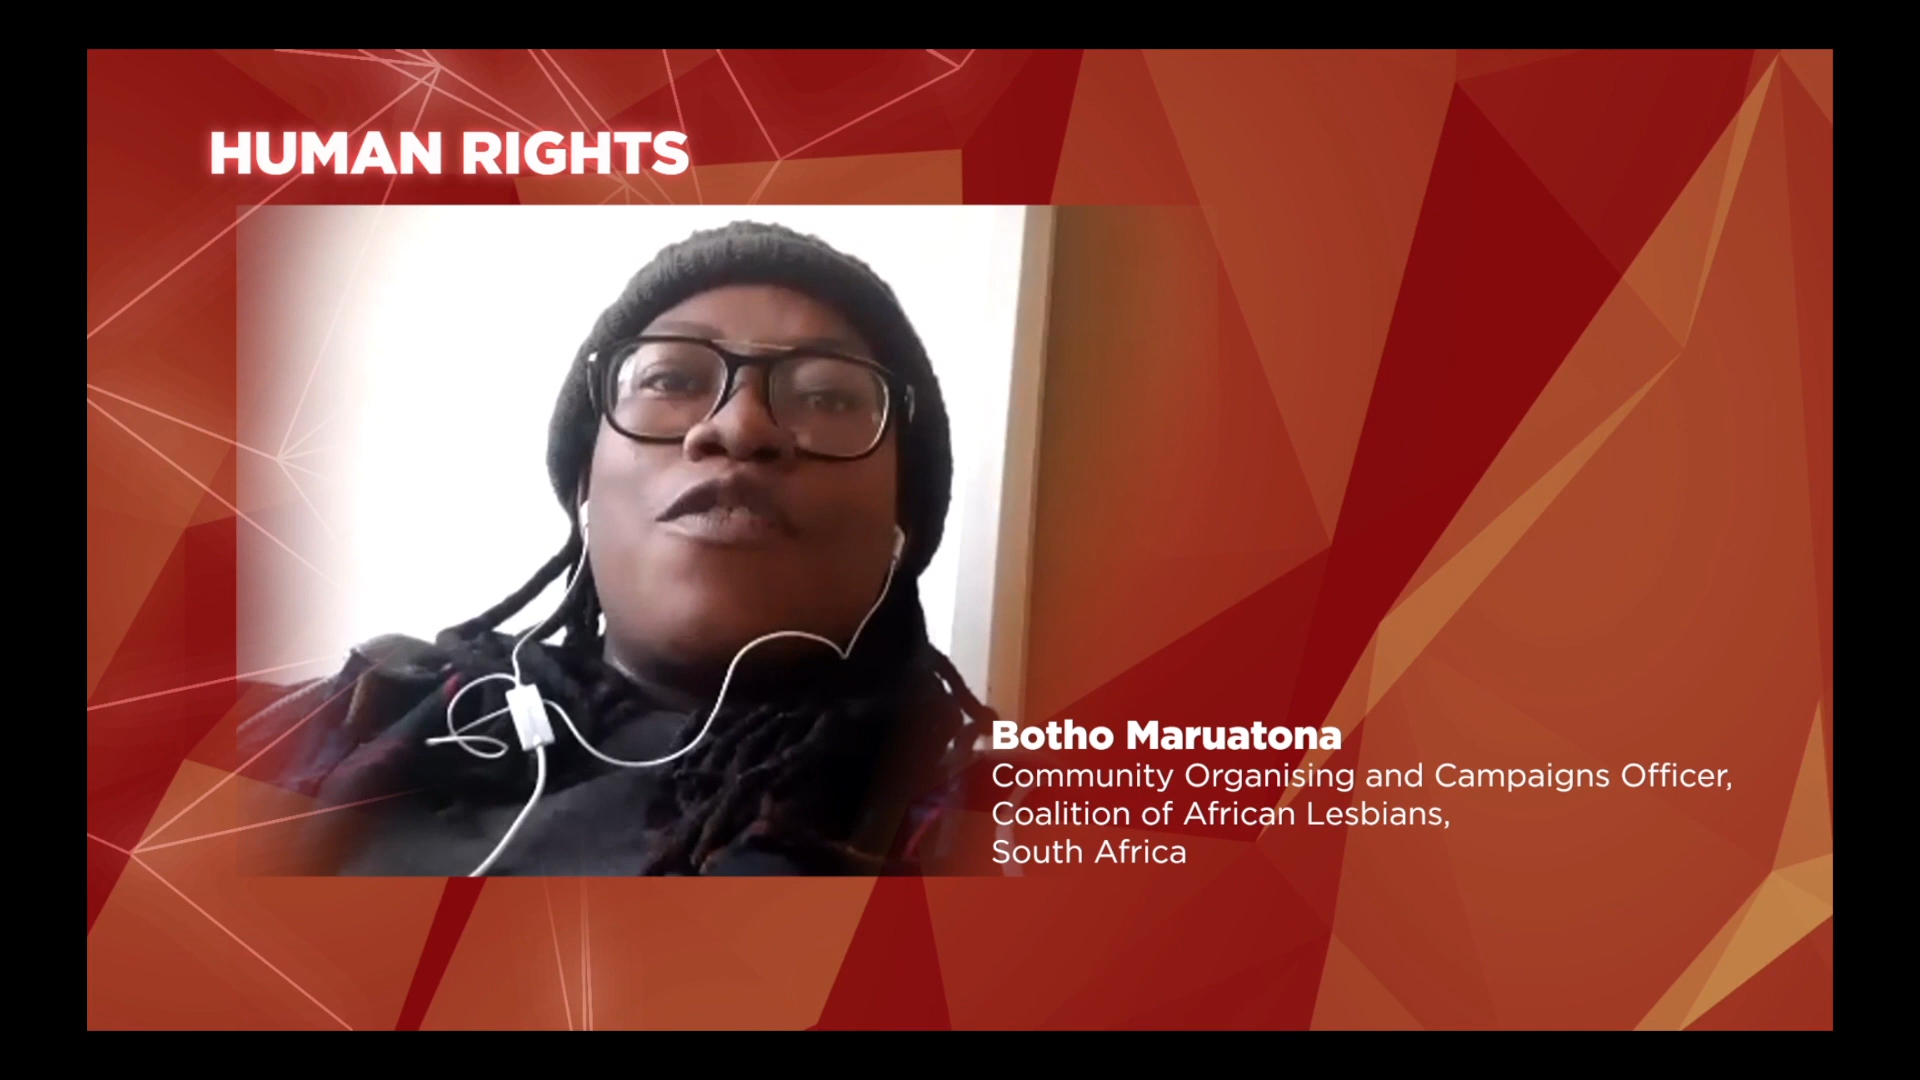 HUMAN RIGHTS
Botho Maruatona
Community Organising and Campaigns Officer,
Coalition of African Lesbians,
South Africa